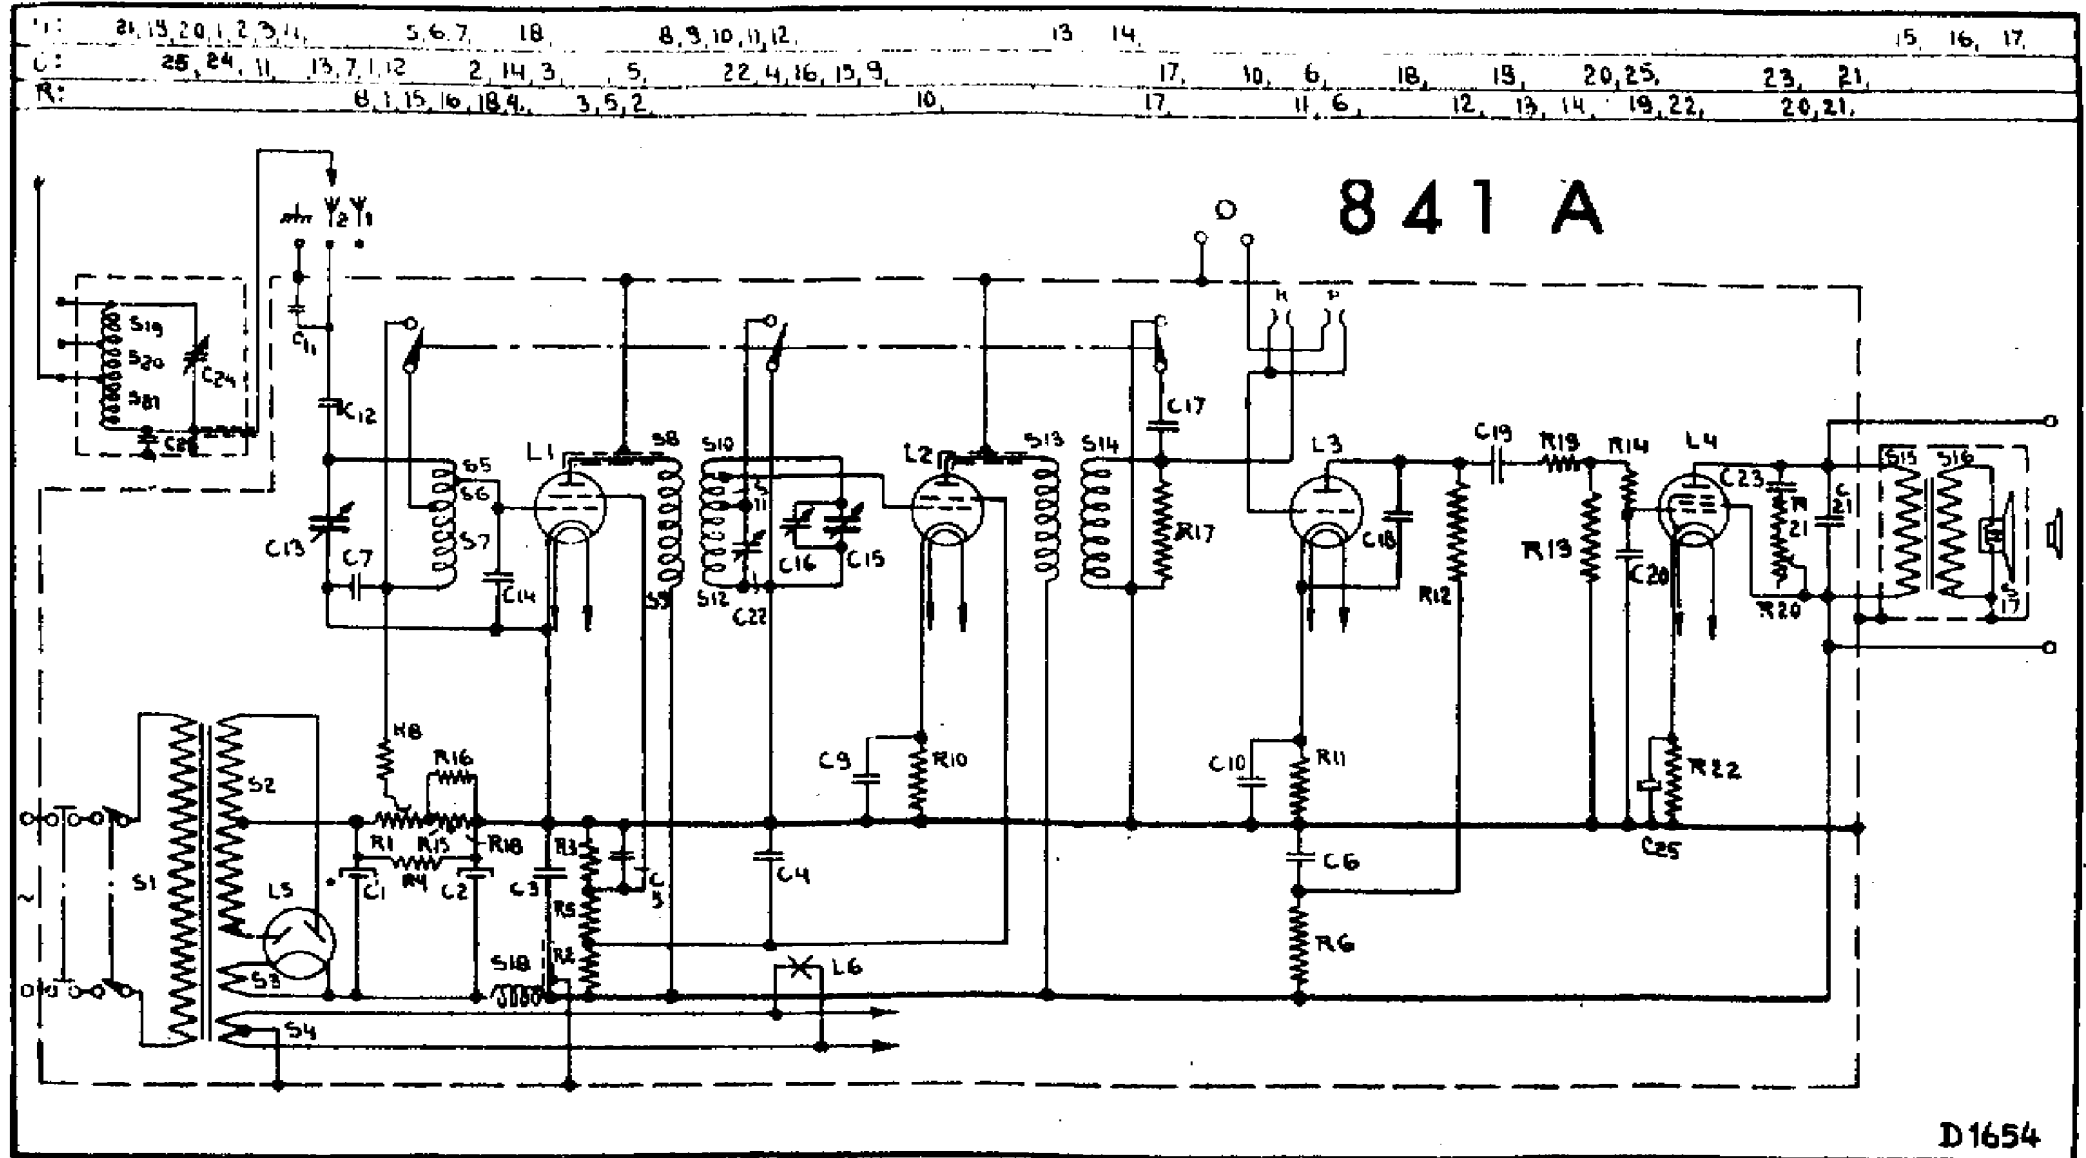 S: 21, 19, 20, 1, 2, 3, 4, 5, 6, 7, 18, 8, 9, 10, 11, 12, 13 14, 15, 16, 17,
C: 25, 24, 11, 13, 7, 1, 12 2, 14, 3, 5, 22, 4, 16, 15, 9, 17, 10, 6, 18, 19, 20, 25, 23, 21,
R: 8, 1, 15, 16, 18, 4, 3, 5, 2, 10, 17, 11, 6, 12, 13, 14, 19, 22, 20, 21,
841 A
2 1
H P
S19
S20
S21
C24
C25
C11
C12
C13
C7
S5
S6
S7
C14
L1
S8
S9
S10
S11
S12
C22
C16
C15
L2
S13
S14
C17
R17
L3
C18
R12
C19
R19
R13
R14
C20
L4
C23
R21
R20
C21
S15
S16
S17
R8
R16
R1
R15
R18
R4
C1
C2
C3
R3
C5
R5
R2
S18
C4
C9
R10
C10
R11
C6
R6
R22
C25
S1
S2
L5
S3
S4
L6
~
D1654